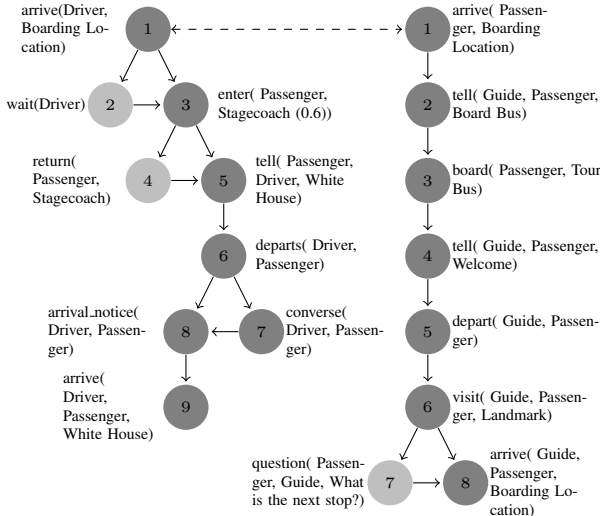 arrive(Driver,
Boarding Lo-
cation)
1
1
arrive( Passen-
ger, Boarding
Location)
wait(Driver)
2
3
enter( Passenger,
Stagecoach (0.6))
2
tell( Guide, Passenger,
Board Bus)
return(
Passenger,
Stagecoach)
4
5
tell( Passenger,
Driver, White
House)
3
board( Passenger, Tour
Bus)
6
departs( Driver,
Passenger)
4
tell( Guide, Passenger,
Welcome)
arrival_notice(
Driver, Passen-
ger)
8
7
converse(
Driver, Passen-
ger)
5
depart( Guide, Passen-
ger)
arrive(
Driver,
Passenger,
White House)
9
6
visit( Guide, Passen-
ger, Landmark)
question( Passen-
ger, Guide, What
is the next stop?)
7
8
arrive( Guide,
Passenger,
Boarding Lo-
cation)